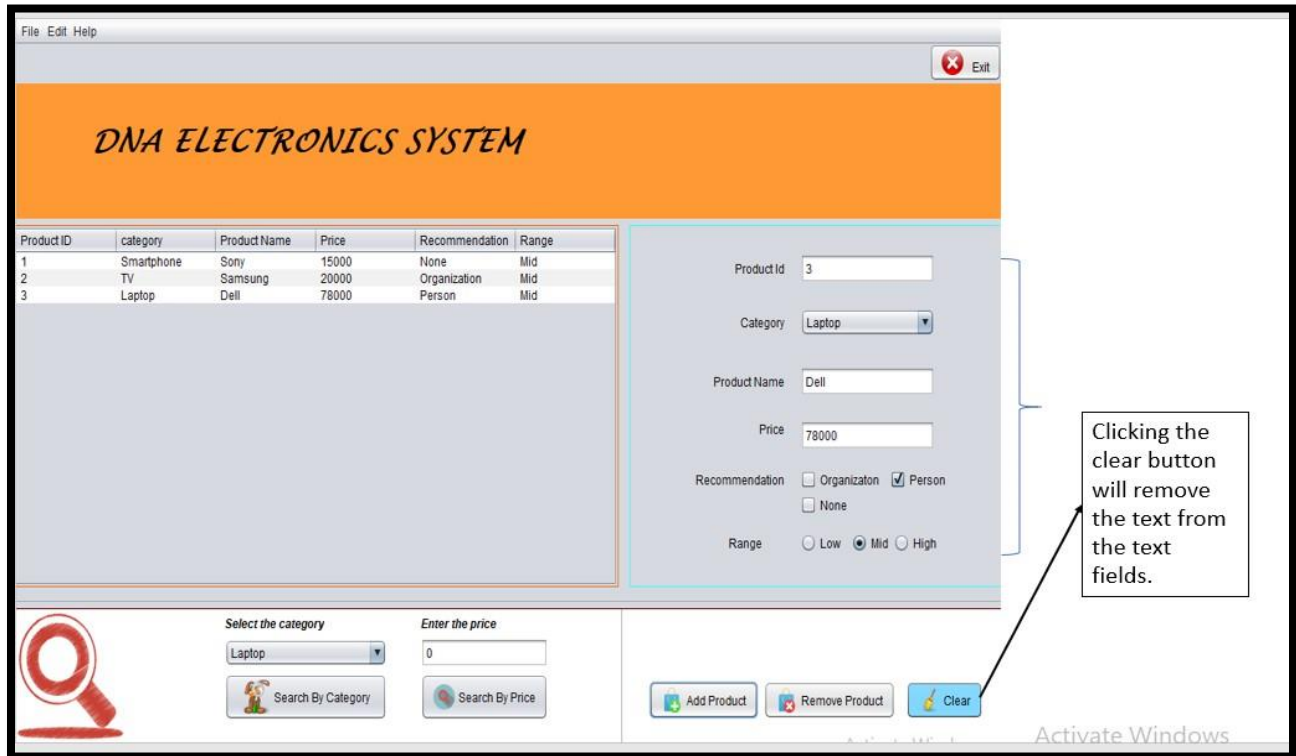 File Edit Help
Exit
DNA ELECTRONICS SYSTEM
Product ID category Product Name Price Recommendation Range
1 Smartphone Sony 15000 None Mid
2 TV Samsung 20000 Organization Mid
3 Laptop Dell 78000 Person Mid
Product Id 3
Category Laptop
Product Name Dell
Price 78000
Recommendation Organizaton Person
None
Range Low Mid High
Clicking the
clear button
will remove
the text from
the text
fields.
Select the category Enter the price
Laptop 0
Search By Category Search By Price
Add Product Remove Product Clear
Activate Windows